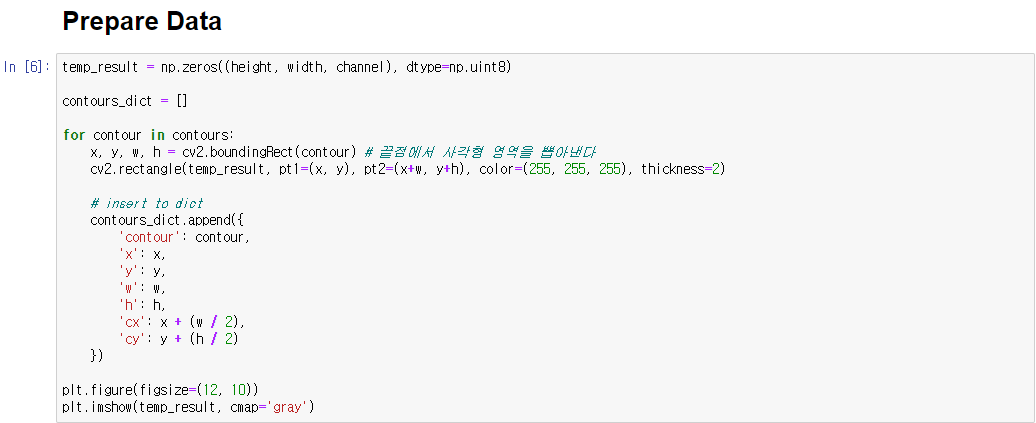 Prepare Data
In [6]: temp_result = np.zeros((height, width, channel), dtype=np.uint8)
contours_dict = []
for contour in contours:
x, y, w, h = cv2.boundingRect(contour) # 끝점에서 사각형 영역을 뽑아낸다
cv2.rectangle(temp_result, pt1=(x, y), pt2=(x+w, y+h), color=(255, 255, 255), thickness=2)
# insert to dict
contours_dict.append({
'contour': contour,
'x': x,
'y': y,
'w': w,
'h': h,
'cx': x + (w / 2),
'cy': y + (h / 2)
})
plt.figure(figsize=(12, 10))
plt.imshow(temp_result, cmap='gray')